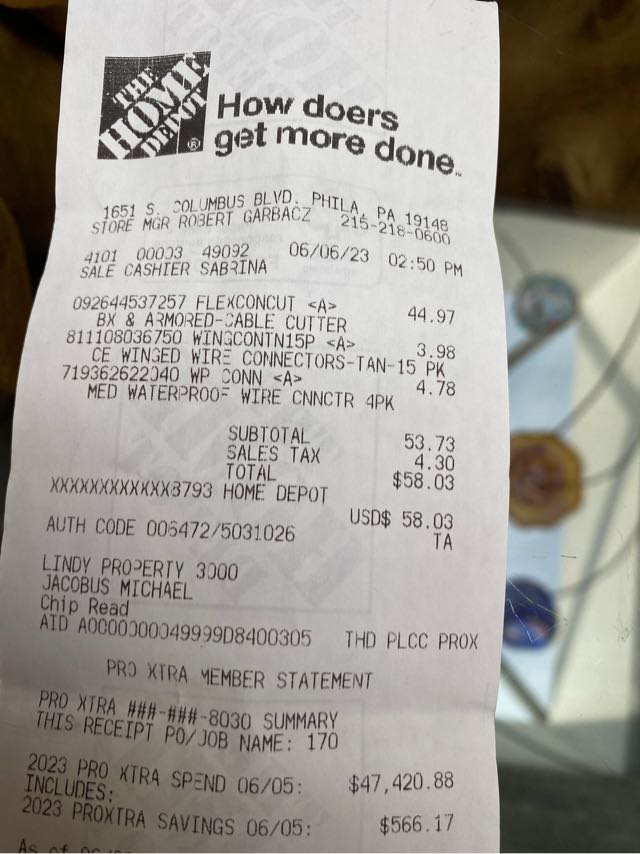 THE
HOME
DEPOT
®
How doers
get more done.™
1651 S. COLUMBUS BLVD. PHILA, PA 19148
STORE MGR ROBERT GARBACZ 215-218-0600
4101 00003 49092 06/06/23 02:50 PM
SALE CASHIER SABRINA
092644537257 FLEXCONCUT <A> 44.97
BX & ARMORED-CABLE CUTTER
811108036750 WINGCONTN15P <A> 3.98
CE WINGED WIRE CONNECTORS-TAN-15 PK
719362622040 WP CONN <A> 4.78
MED WATERPROOF WIRE CNNCTR 4PK
SUBTOTAL 53.73
SALES TAX 4.30
TOTAL $58.03
XXXXXXXXXXXX8793 HOME DEPOT
USD$ 58.03
AUTH CODE 006472/5031026 TA
LINDY PROPERTY 3000
JACOBUS MICHAEL
Chip Read
AID A0000000049999D8400305 THD PLCC PROX
PRO XTRA MEMBER STATEMENT
PRO XTRA ###-###-8030 SUMMARY
THIS RECEIPT PO/JOB NAME: 170
2023 PRO XTRA SPEND 06/05: $47,420.88
INCLUDES:
2023 PROXTRA SAVINGS 06/05: $566.17
As of